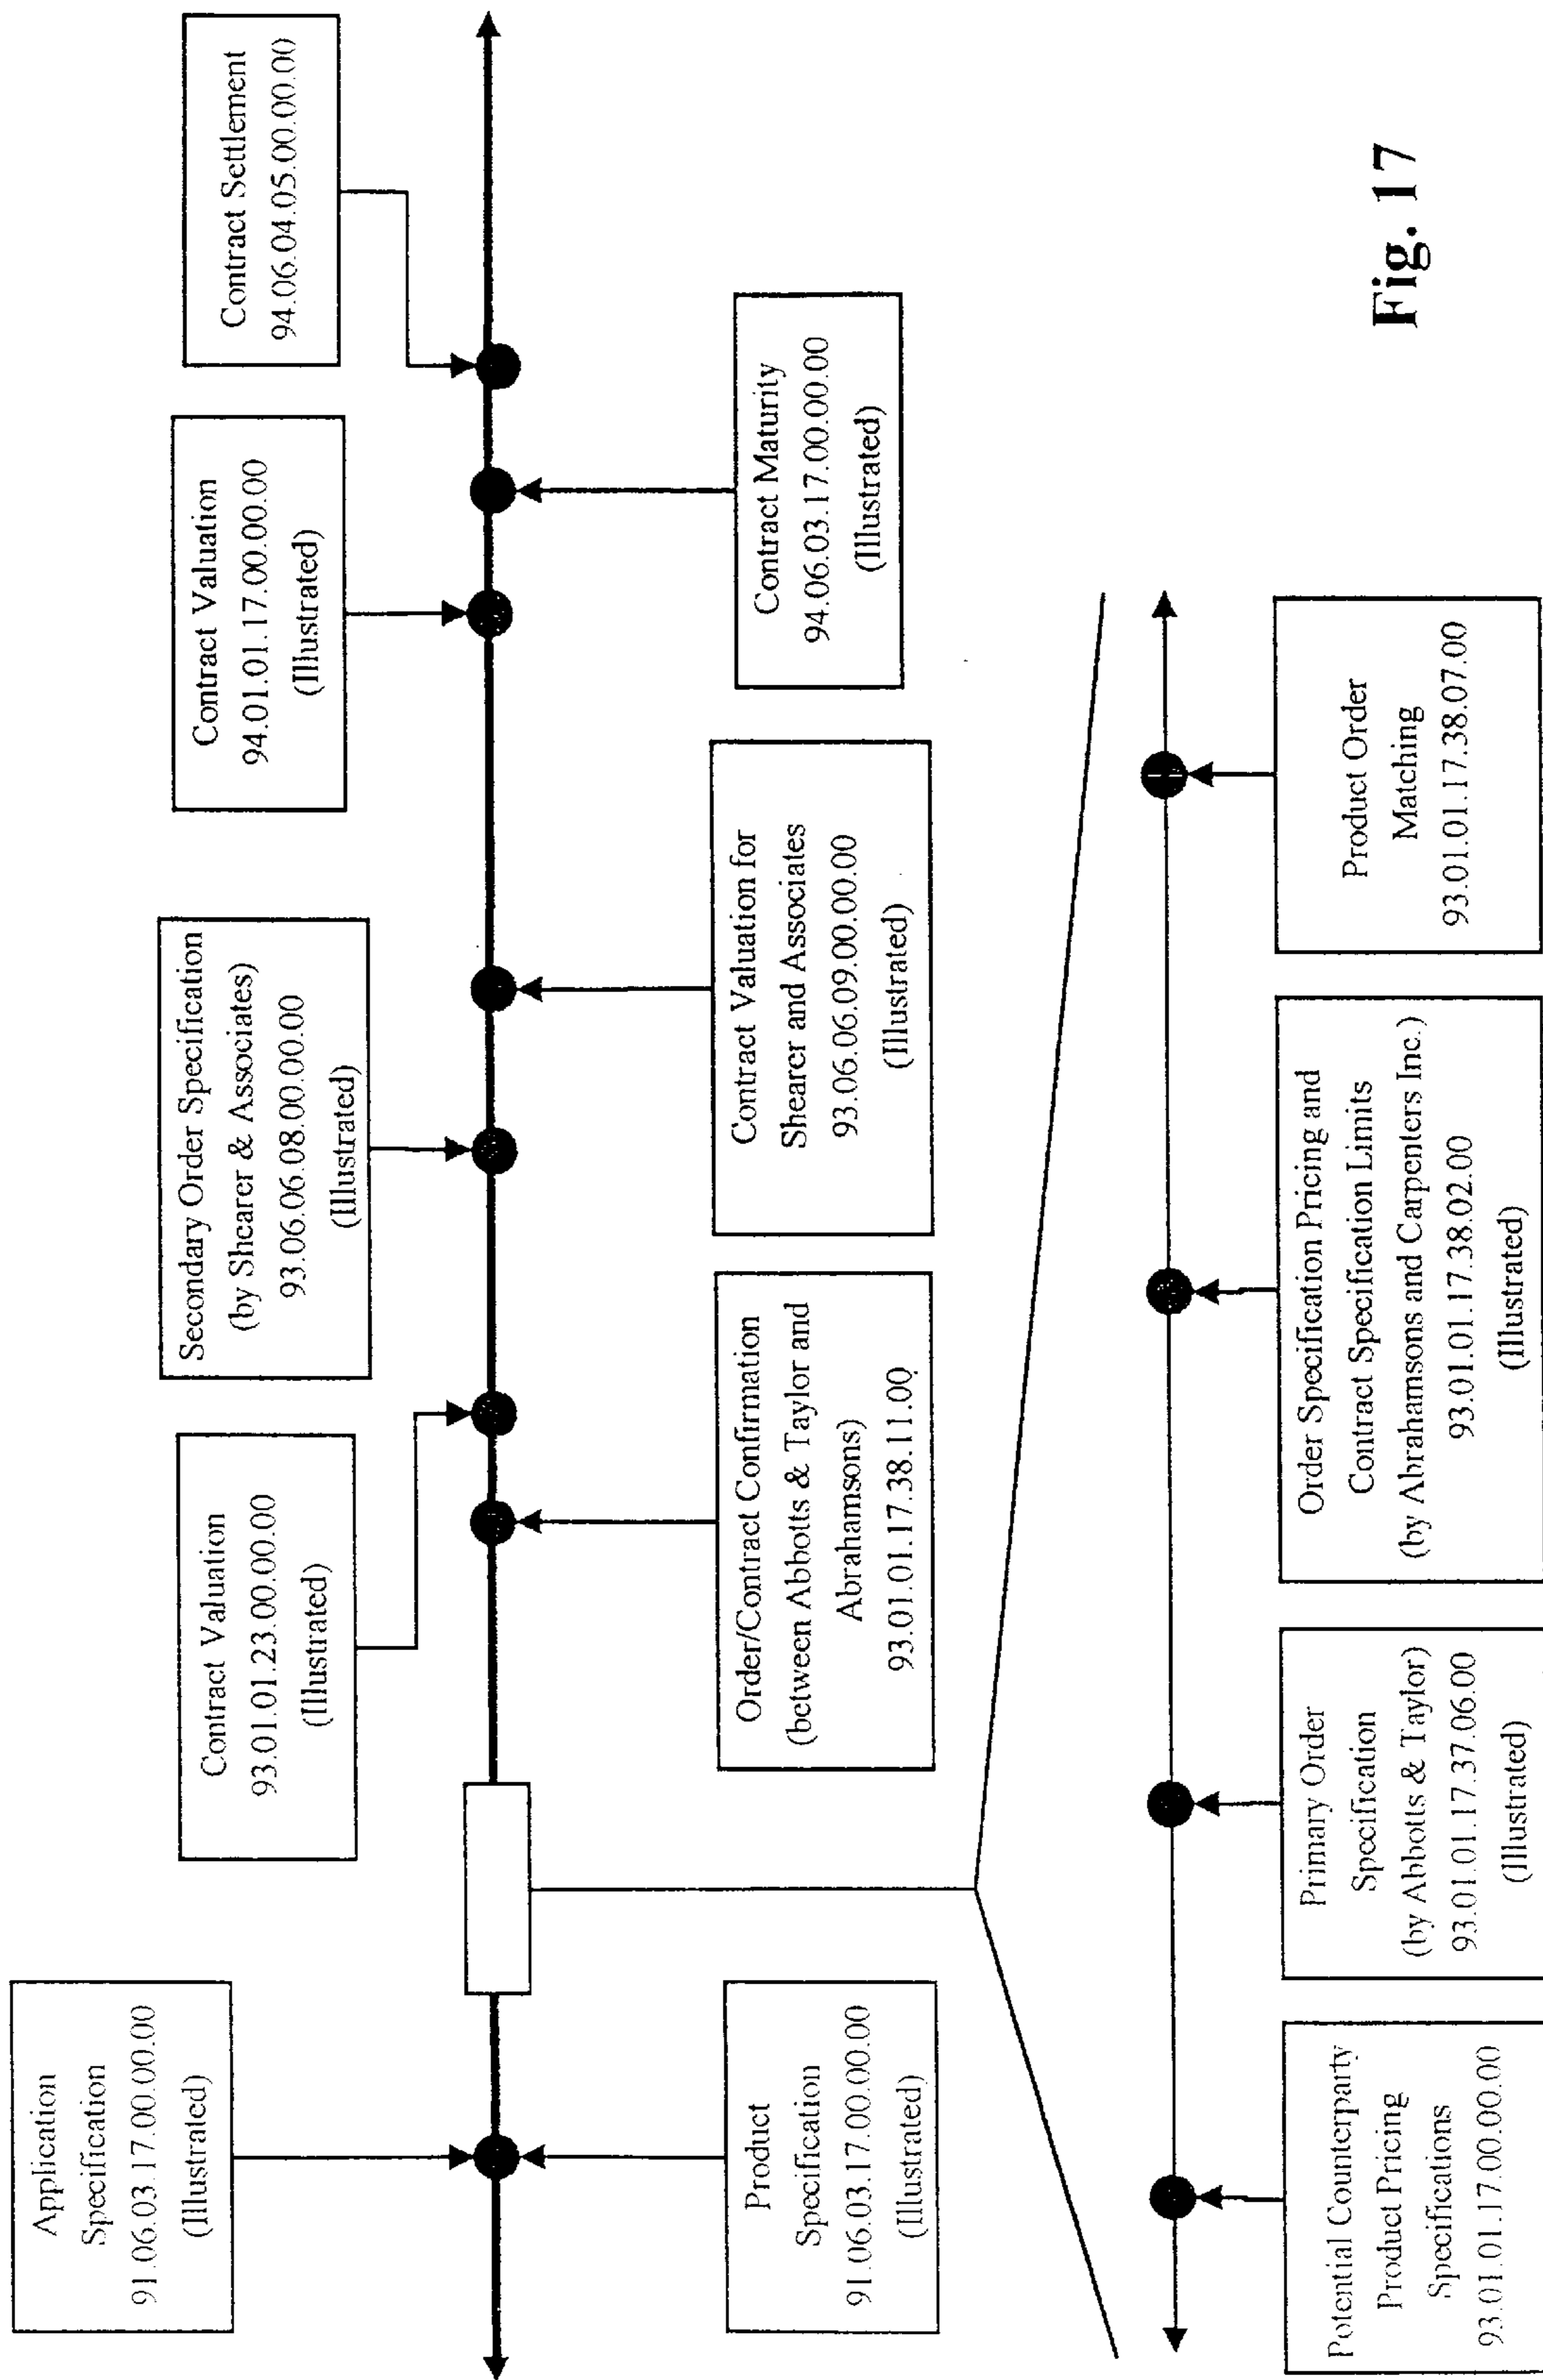 Application
Specification
91.06.03.17.00.00.00
(Illustrated)
Product
Specification
91.06.03.17.00.00.00
(Illustrated)
Contract Valuation
93.01.01.23.00.00.00
(Illustrated)
Order/Contract Confirmation
(between Abbotts & Taylor and
Abrahamsons)
93.01.01.17.38.11.00
Secondary Order Specification
(by Shearer & Associates)
93.06.06.08.00.00.00
(Illustrated)
Contract Valuation for
Shearer and Associates
93.06.06.09.00.00.00
(Illustrated)
Contract Valuation
94.01.01.17.00.00.00
(Illustrated)
Contract Maturity
94.06.03.17.00.00.00
(Illustrated)
Contract Settlement
94.06.04.05.00.00.00
Potential Counterparty
Product Pricing
Specifications
93.01.01.17.00.00.00
Primary Order
Specification
(by Abbotts & Taylor)
93.01.01.17.37.06.00
(Illustrated)
Order Specification Pricing and
Contract Specification Limits
(by Abrahamsons and Carpenters Inc.)
93.01.01.17.38.02.00
(Illustrated)
Product Order
Matching
93.01.01.17.38.07.00
Fig. 17